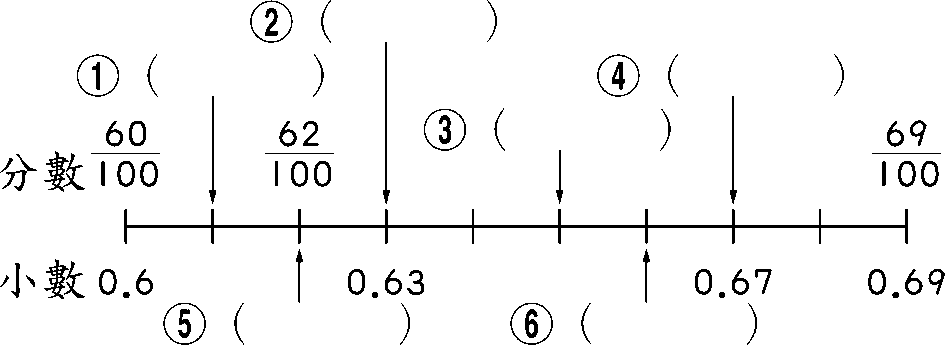 ② (　　　)
① (　　　)　④ (　　　)
③ (　　　)
分數 60/100　62/100　69/100
小數 0.6　0.63　0.67　0.69
⑤ (　　　)　⑥ (　　　)